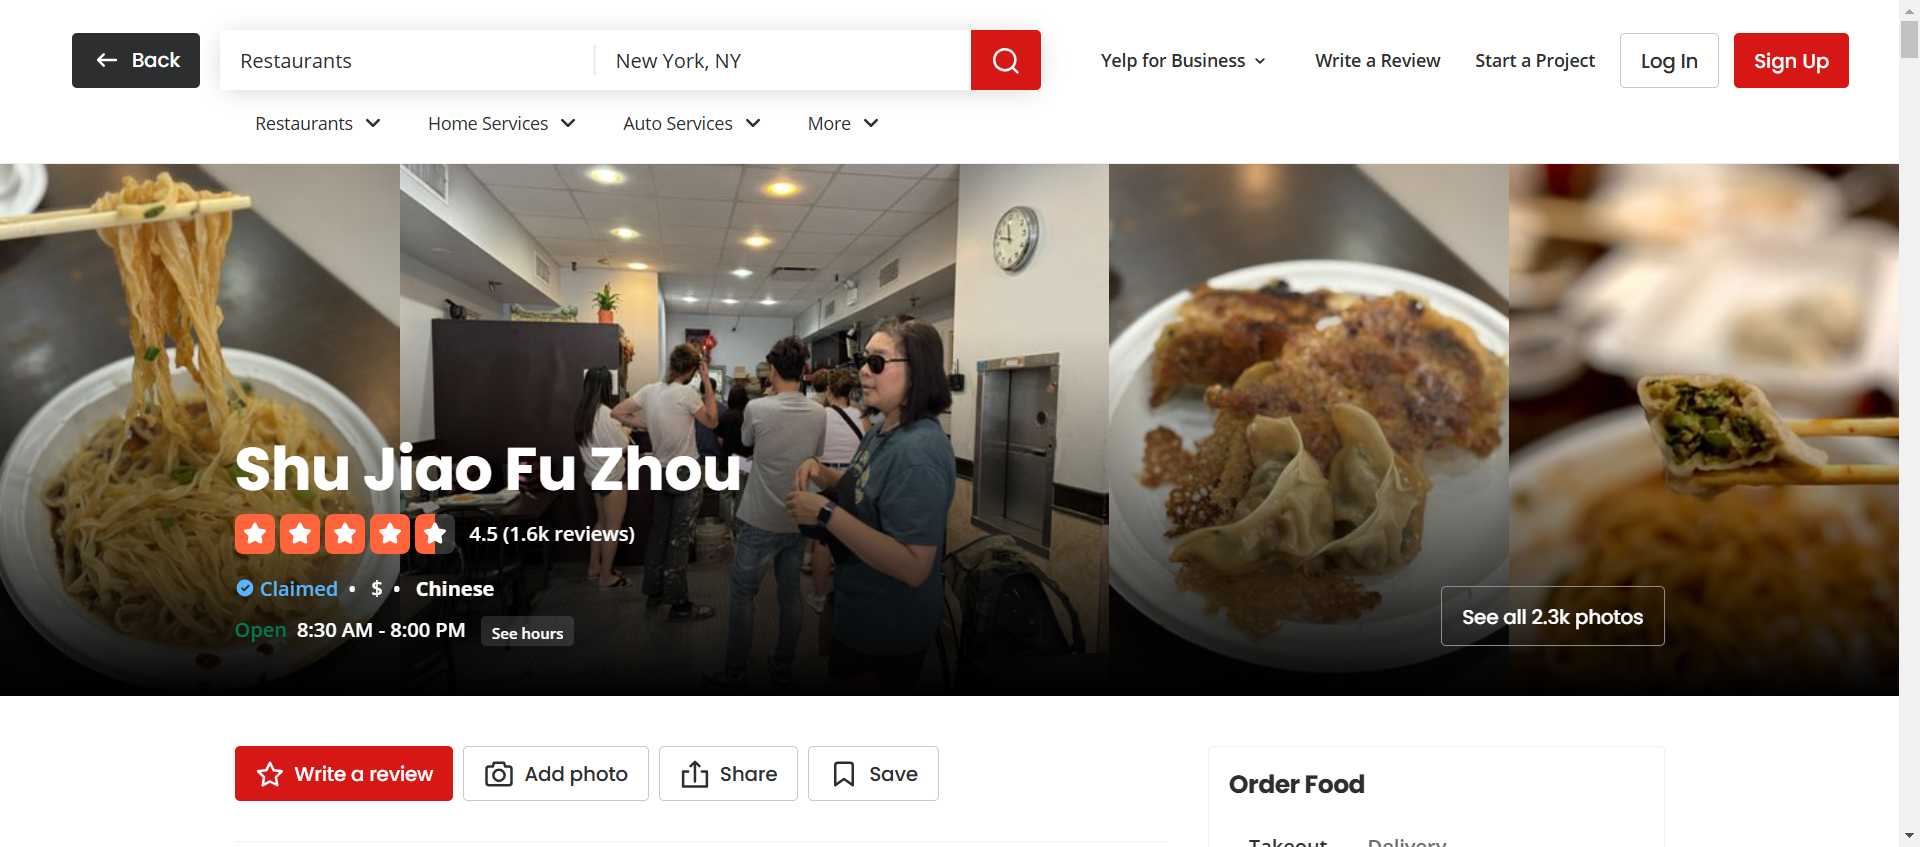 Back
Restaurants
New York, NY
Yelp for Business
Write a Review
Start a Project
Log In
Sign Up
Restaurants
Home Services
Auto Services
More
Shu Jiao Fu Zhou
4.5 (1.6k reviews)
Claimed • $ • Chinese
Open 8:30 AM - 8:00 PM See hours
See all 2.3k photos
Write a review
Add photo
Share
Save
Order Food
Takeout
Delivery